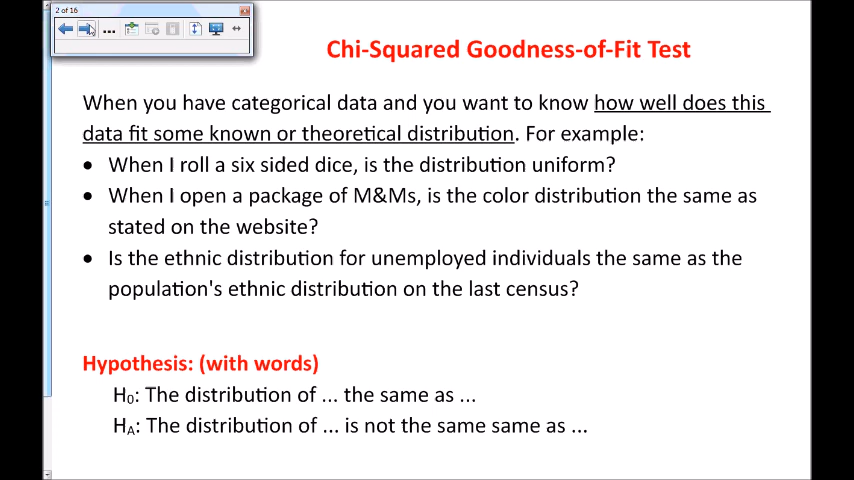 2 of 16
Chi-Squared Goodness-of-Fit Test
When you have categorical data and you want to know how well does this
data fit some known or theoretical distribution. For example:
• When I roll a six sided dice, is the distribution uniform?
• When I open a package of M&Ms, is the color distribution the same as
stated on the website?
• Is the ethnic distribution for unemployed individuals the same as the
population's ethnic distribution on the last census?
Hypothesis: (with words)
H₀: The distribution of ... the same as ...
Hₐ: The distribution of ... is not the same same as ...